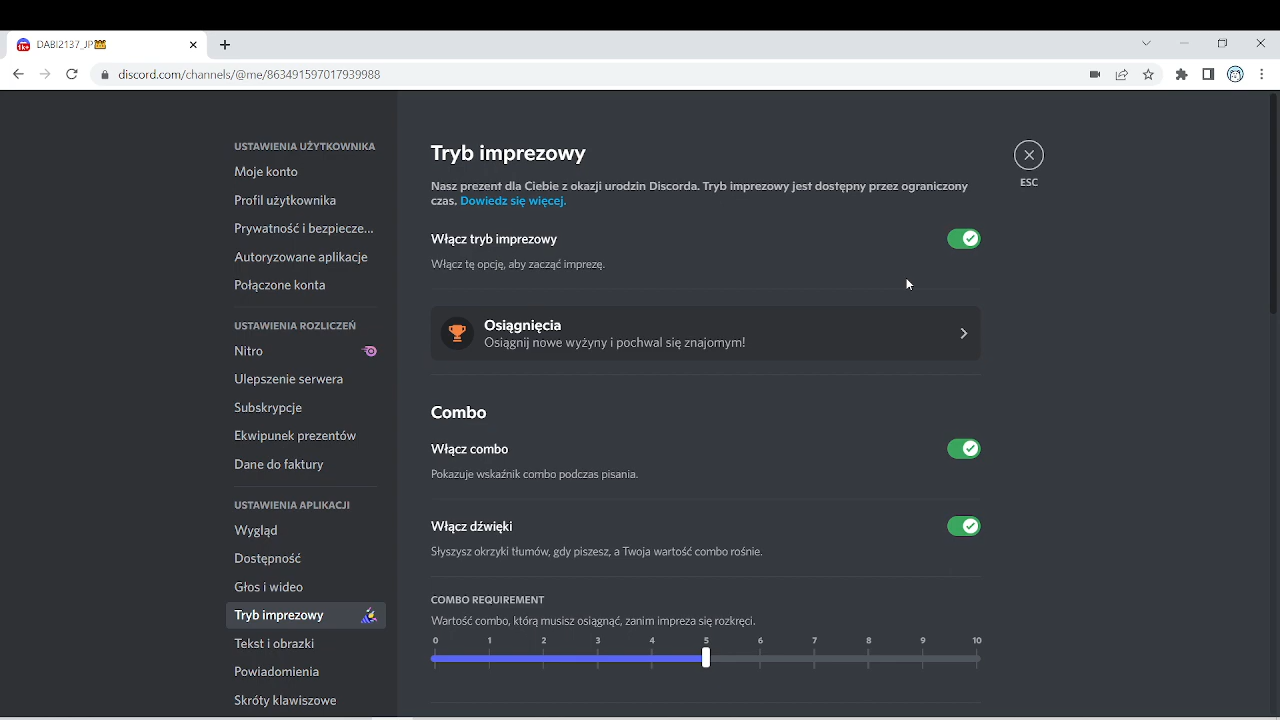 DABI2137_JP
discord.com/channels/@me/863491597017939988
USTAWIENIA UŻYTKOWNIKA
Moje konto
Profil użytkownika
Prywatność i bezpiecze...
Autoryzowane aplikacje
Połączone konta
USTAWIENIA ROZLICZEŃ
Nitro
Ulepszenie serwera
Subskrypcje
Ekwipunek prezentów
Dane do faktury
USTAWIENIA APLIKACJI
Wygląd
Dostępność
Głos i wideo
Tryb imprezowy
Tekst i obrazki
Powiadomienia
Skróty klawiszowe
Tryb imprezowy
ESC
Nasz prezent dla Ciebie z okazji urodzin Discorda. Tryb imprezowy jest dostępny przez ograniczony
czas. Dowiedz się więcej.
Włącz tryb imprezowy
Włącz tę opcję, aby zacząć imprezę.
Osiągnięcia
Osiągnij nowe wyżyny i pochwal się znajomym!
Combo
Włącz combo
Pokazuje wskaźnik combo podczas pisania.
Włącz dźwięki
Słyszysz okrzyki tłumów, gdy piszesz, a Twoja wartość combo rośnie.
COMBO REQUIREMENT
Wartość combo, którą musisz osiągnąć, zanim impreza się rozkręci.
0 1 2 3 4 5 6 7 8 9 10